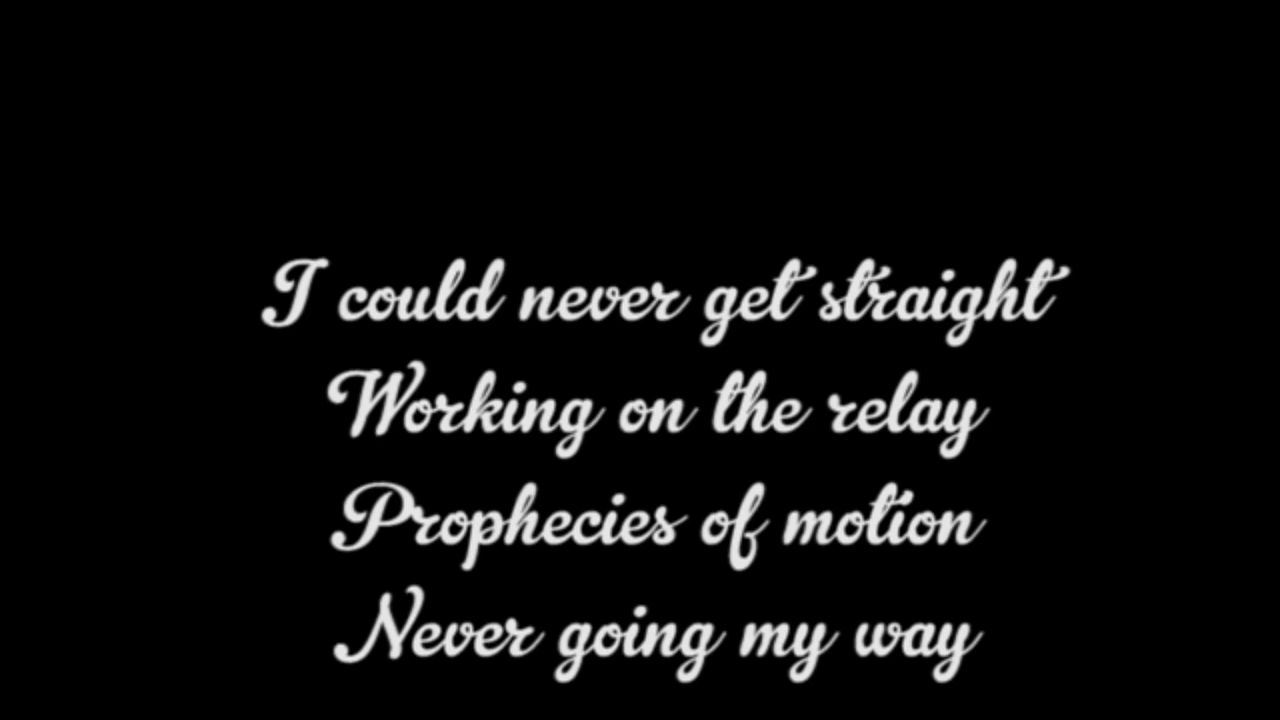 I could never get straight
Working on the relay
Prophecies of motion
Never going my way